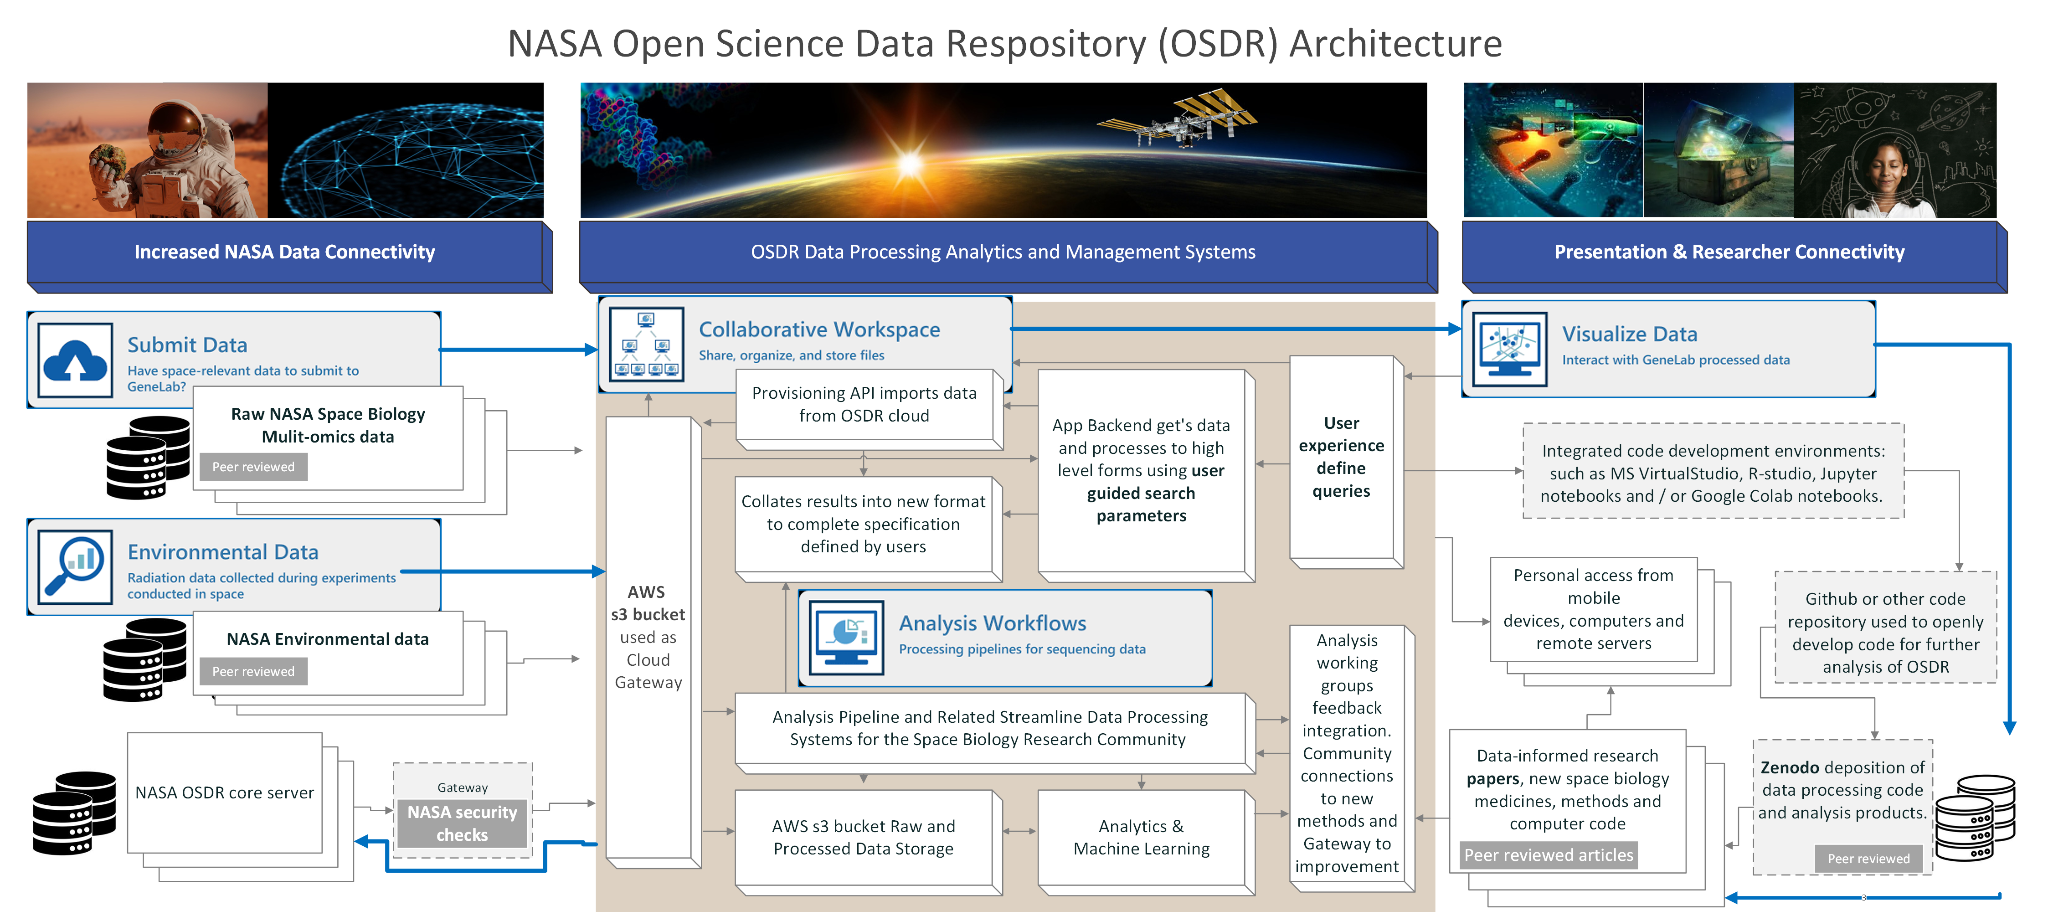 NASA Open Science Data Respository (OSDR) Architecture
Increased NASA Data Connectivity
OSDR Data Processing Analytics and Management Systems
Presentation & Researcher Connectivity
Submit Data
Have space-relevant data to submit to
GeneLab?
Raw NASA Space Biology
Mulit-omics data
Peer reviewed
Environmental Data
Radiation data collected during experiments
conducted in space
NASA Environmental data
Peer reviewed
NASA OSDR core server
Gateway
NASA security
checks
Collaborative Workspace
Share, organize, and store files
Provisioning API imports data
from OSDR cloud
App Backend get's data
and processes to high
level forms using user
guided search
parameters
User
experience
define
queries
Collates results into new format
to complete specification
defined by users
AWS
s3 bucket
used as
Cloud
Gateway
Analysis Workflows
Processing pipelines for sequencing data
Analysis Pipeline and Related Streamline Data Processing
Systems for the Space Biology Research Community
AWS s3 bucket Raw and
Processed Data Storage
Analytics &
Machine Learning
Analysis
working
groups
feedback
integration.
Community
connections
to new
methods and
Gateway to
improvement
Visualize Data
Interact with GeneLab processed data
Integrated code development environments:
such as MS VirtualStudio, R-studio, Jupyter
notebooks and / or Google Colab notebooks.
Personal access from
mobile
devices, computers and
remote servers
Github or other code
repository used to openly
develop code for further
analysis of OSDR
Data-informed research
papers, new space biology
medicines, methods and
computer code
Peer reviewed articles
Zenodo deposition of
data processing code
and analysis products.
Peer reviewed